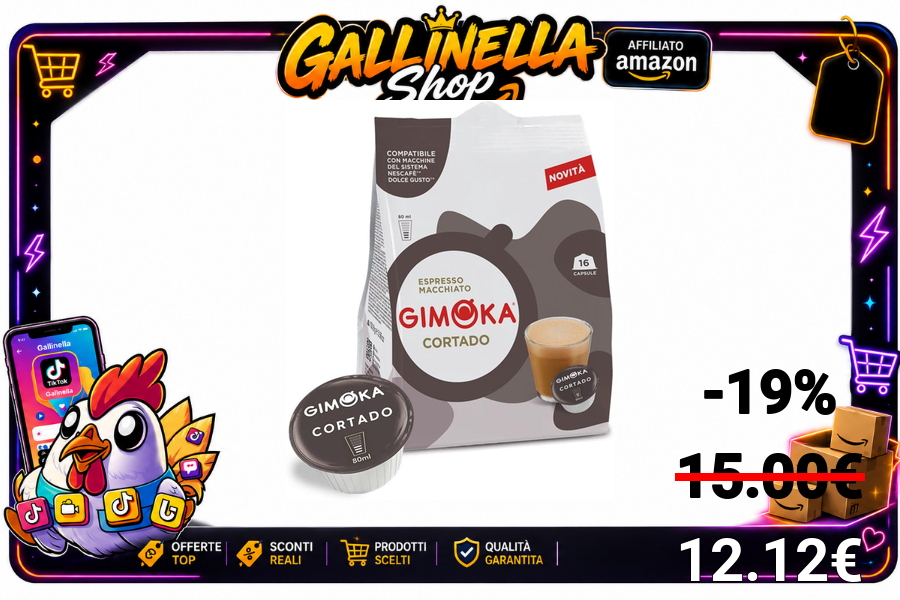 GALLINELLA
Shop
AFFILIATO
amazon
COMPATIBILE
CON MACCHINE
DEL SISTEMA
NESCAFÉ**
DOLCE GUSTO**
NOVITÀ
80 ml
16
CAPSULE
ESPRESSO
MACCHIATO
GIMOKA
CORTADO
GIMOKA
CORTADO
GIMOKA
CORTADO
80ml
Gallinella
TikTok
Gallinella
-19%
15.00€
12.12€
OFFERTE
TOP
SCONTI
REALI
PRODOTTI
SCELTI
QUALITÀ
GARANTITA